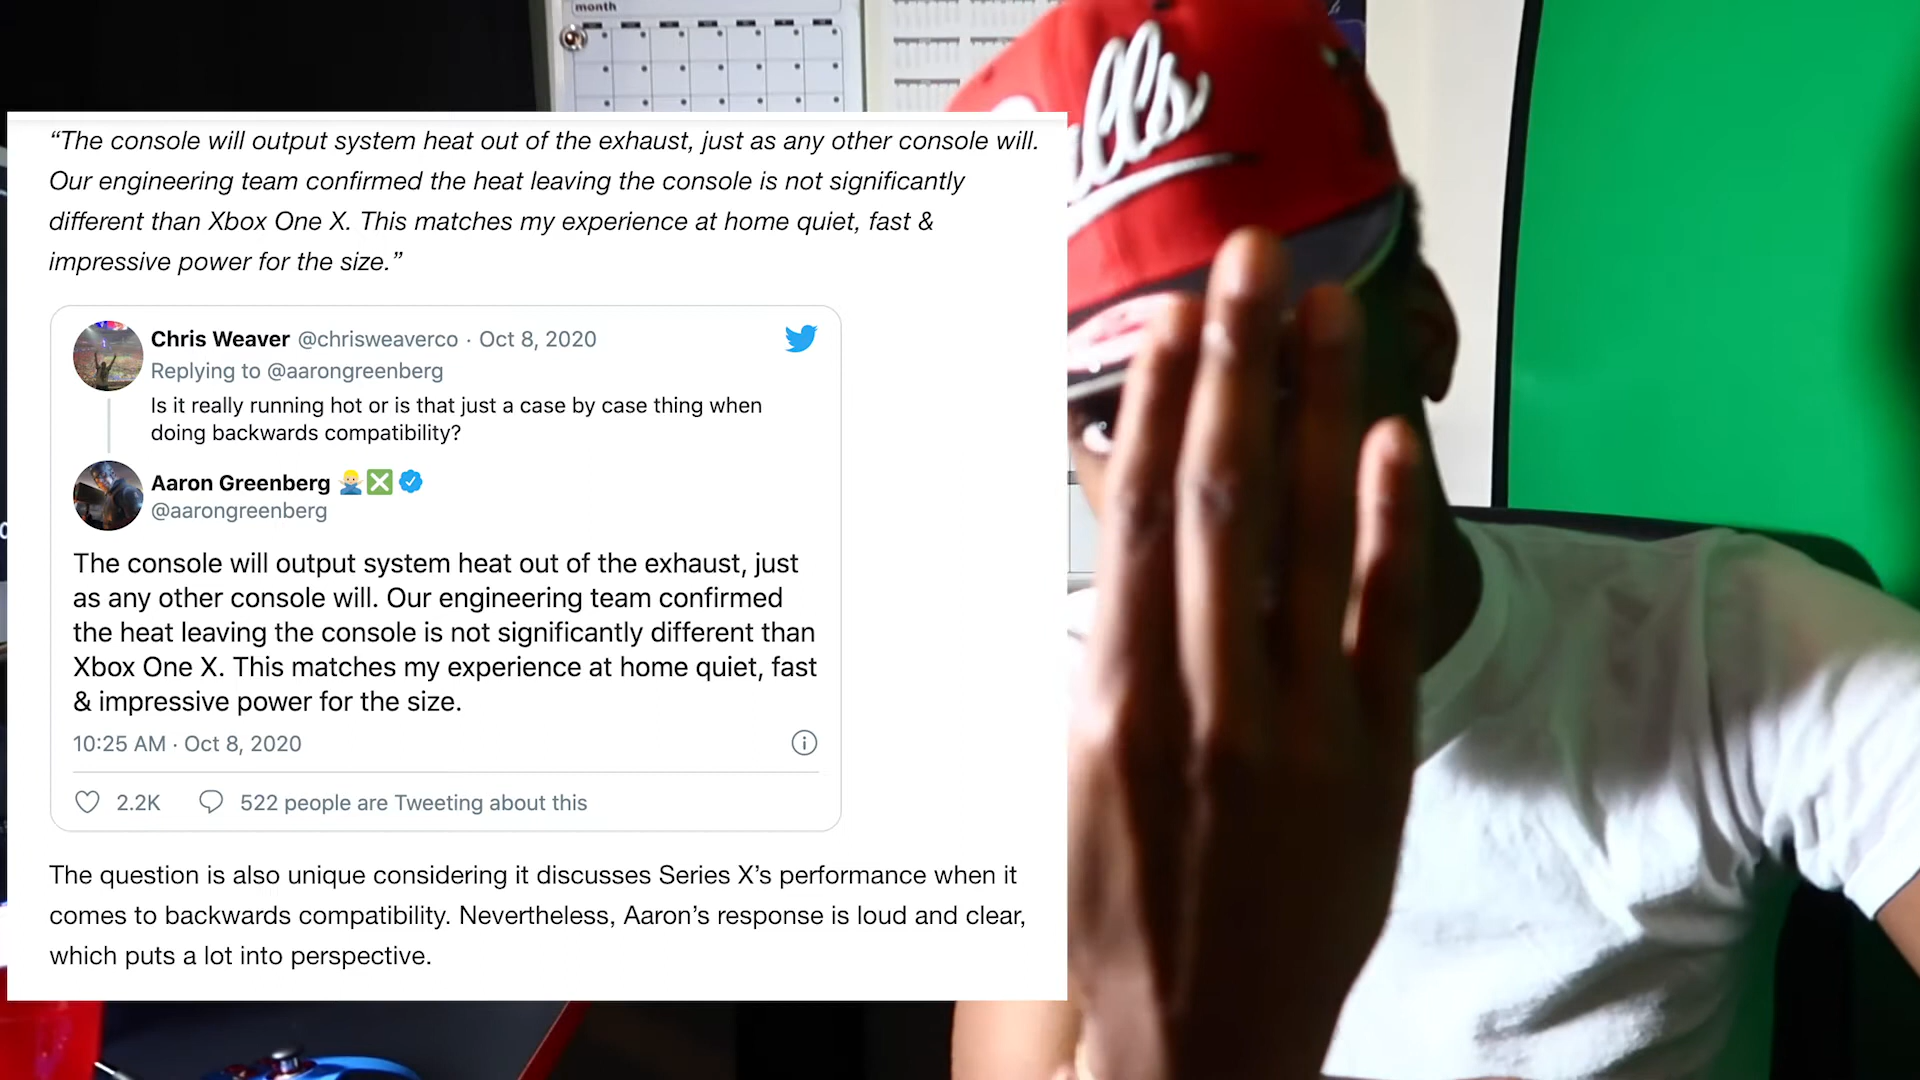 month
“The console will output system heat out of the exhaust, just as any other console will.
Our engineering team confirmed the heat leaving the console is not significantly
different than Xbox One X. This matches my experience at home quiet, fast &
impressive power for the size.”
Chris Weaver @chrisweaverco · Oct 8, 2020
Replying to @aarongreenberg
Is it really running hot or is that just a case by case thing when
doing backwards compatibility?
Aaron Greenberg
@aarongreenberg
The console will output system heat out of the exhaust, just
as any other console will. Our engineering team confirmed
the heat leaving the console is not significantly different than
Xbox One X. This matches my experience at home quiet, fast
& impressive power for the size.
10:25 AM · Oct 8, 2020
2.2K 522 people are Tweeting about this
The question is also unique considering it discusses Series X’s performance when it
comes to backwards compatibility. Nevertheless, Aaron’s response is loud and clear,
which puts a lot into perspective.